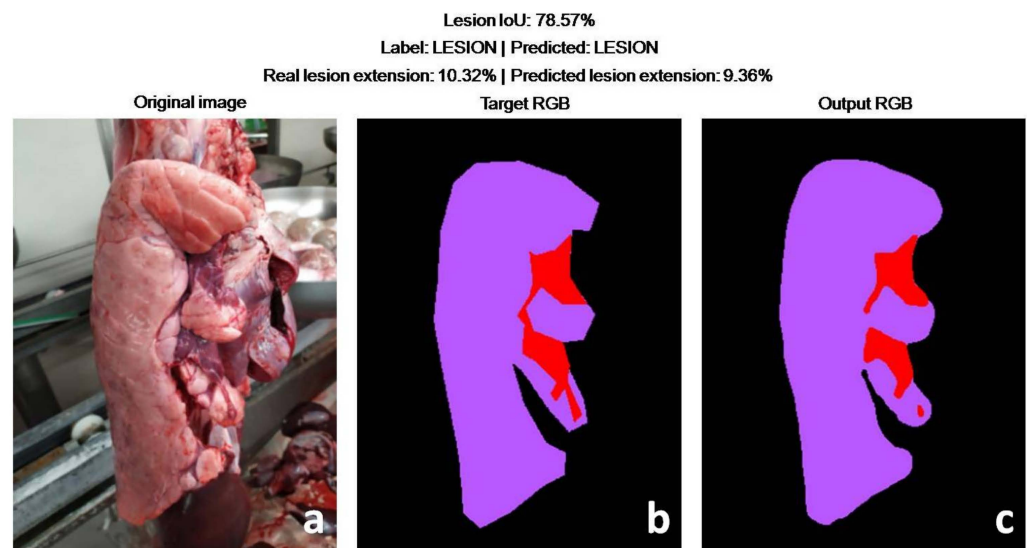 Lesion IoU: 78.57%
Label: LESION | Predicted: LESION
Real lesion extension: 10.32% | Predicted lesion extension: 9.36%
Original image
Target RGB
Output RGB
a
b
c